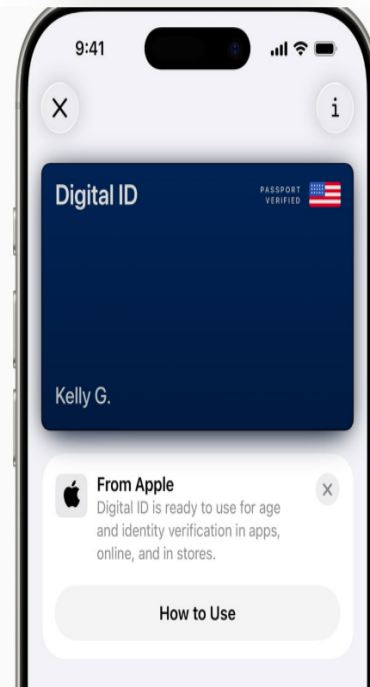 9:41
i
Digital ID
PASSPORT
VERIFIED
Kelly G.
From Apple
Digital ID is ready to use for age
and identity verification in apps,
online, and in stores.
How to Use